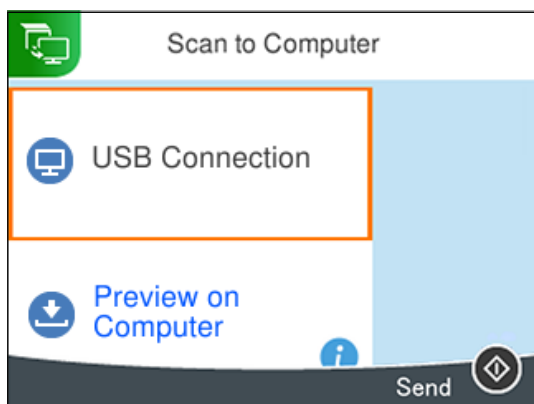 Scan to Computer
USB Connection
Preview on
Computer
i
Send